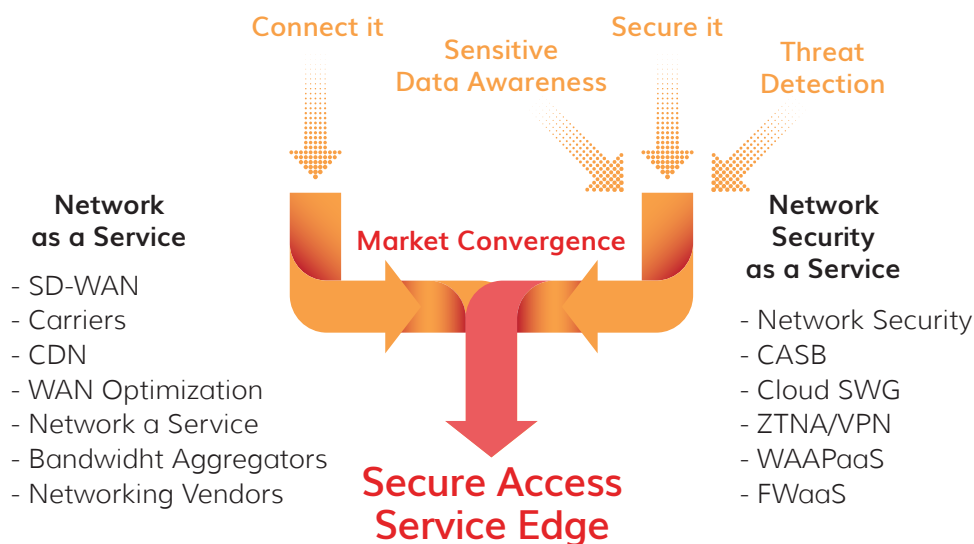 Connect it
Sensitive
Data Awareness
Secure it
Threat
Detection
Network
as a Service
- SD-WAN
- Carriers
- CDN
- WAN Optimization
- Network a Service
- Bandwidht Aggregators
- Networking Vendors
Market Convergence
Secure Access
Service Edge
Network
Security
as a Service
- Network Security
- CASB
- Cloud SWG
- ZTNA/VPN
- WAAPaaS
- FWaaS